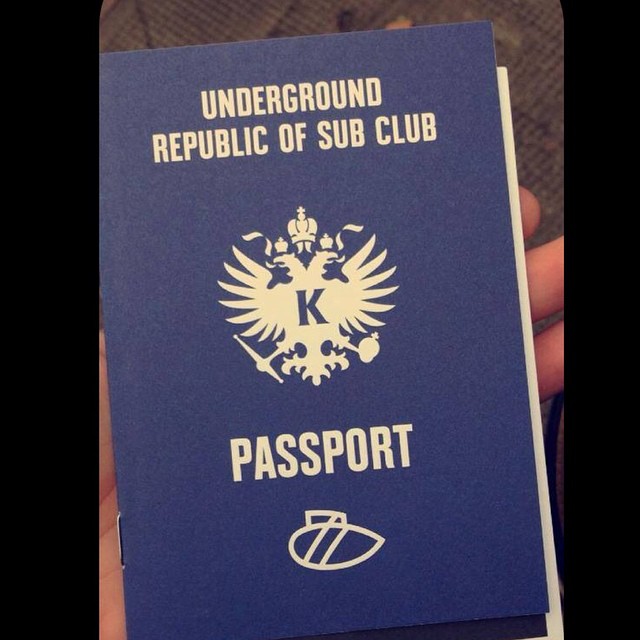 UNDERGROUND
REPUBLIC OF SUB CLUB
K
PASSPORT